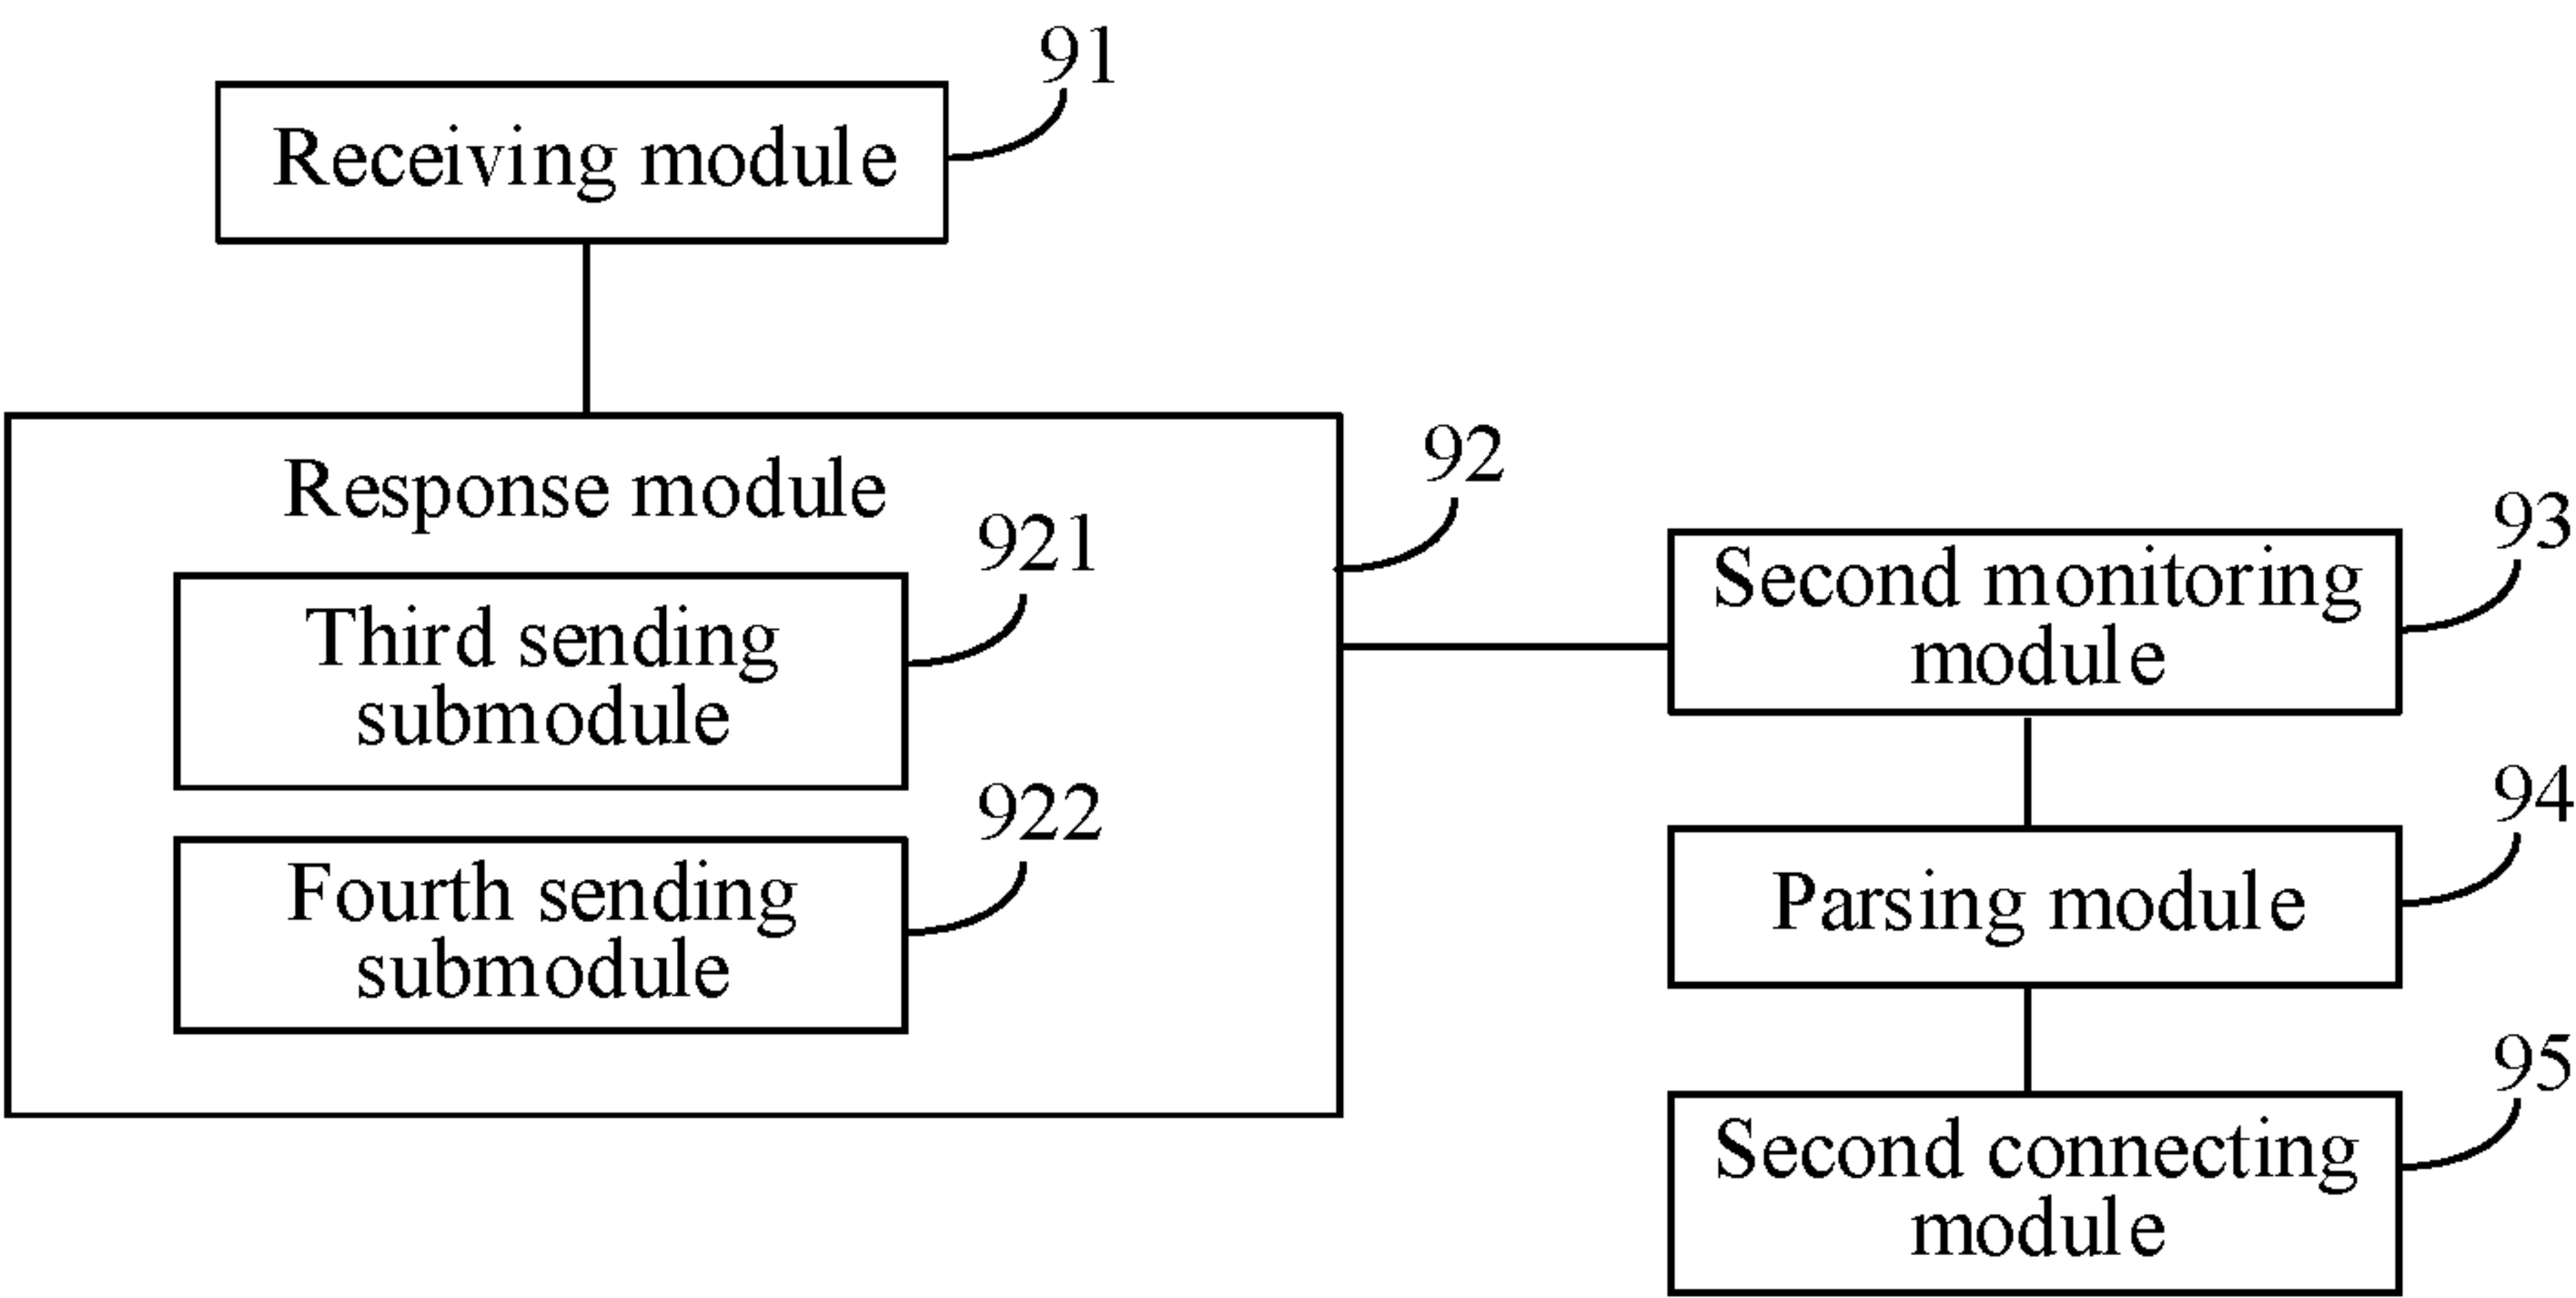 91
Receiving module
Response module
92
921
Third sending
submodule
922
Fourth sending
submodule
93
Second monitoring
module
94
Parsing module
95
Second connecting
module